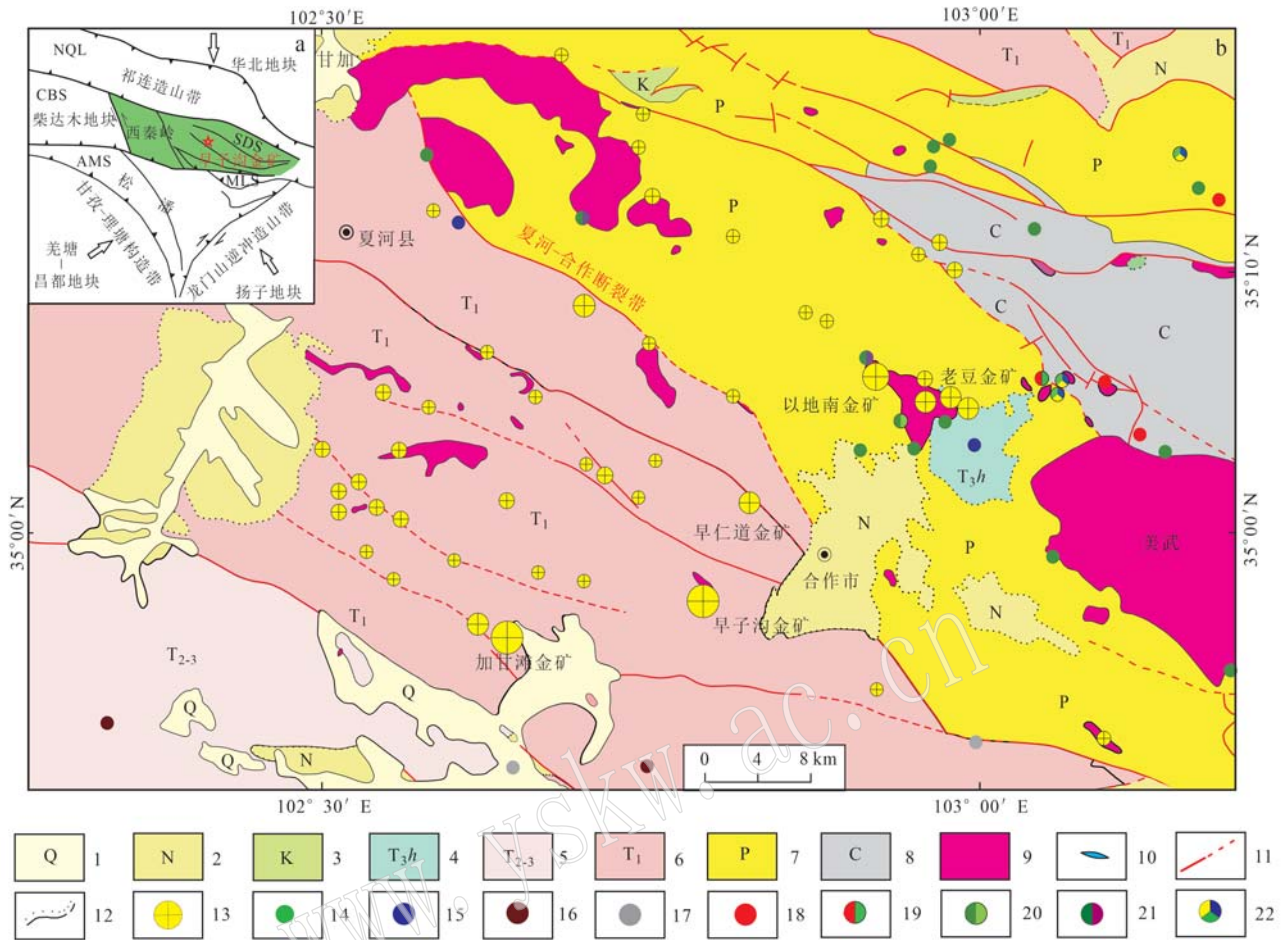 102°30′ E
103°00′ E
a
b
NQL
华北地块
祁连造山带
CBS
柴达木地块
西秦岭
SDS
早子沟金矿
AMS
MLS
松
潘
甘孜-理塘构造带
龙门山逆冲造山带
羌塘
–
昌都地块
扬子地块
甘加
K
P
T1
T1
N
P
P
C
夏河县
夏河-合作断裂带
35°10′ N
T1
T1
C
老豆金矿
以地南金矿
T3h
T1
早仁道金矿
N
P
美武
35°00′ N
35°00′ N
合作市
N
早子沟金矿
T1
加甘滩金矿
T2-3
Q
Q
Q
N
P
0 4 8 km
102° 30′ E
103°00′ E
Q 1 N 2 K 3 T3h 4 T2-3 5 T1 6 P 7 C 8 9 10 11
12 13 14 15 16 17 18 19 20 21 22
www.yskw.ac.cn